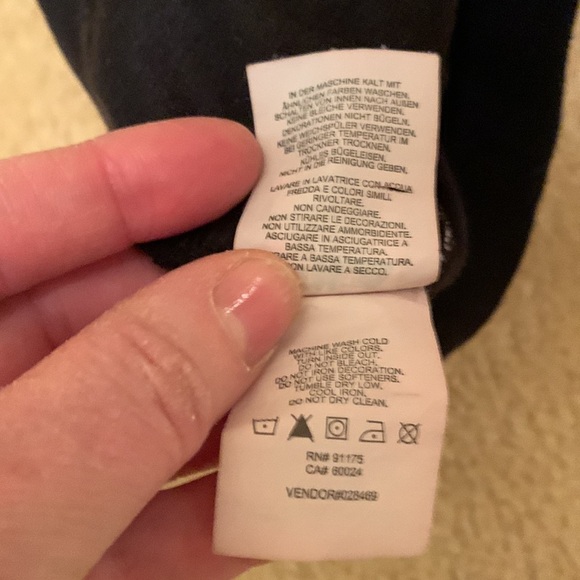 IN DER MASCHINE KALT MIT
ÄHNLICHEN FARBEN WASCHEN.
SCHALTEN VON INNEN NACH AUßEN
KEINE BLEICHE VERWENDEN.
DEKORATIONEN NICHT BÜGELN.
KEINE WEICHSPÜLER VERWENDEN.
BEI GERINGER TEMPERATUR IM
TROCKNER TROCKNEN.
KÜHLES BÜGELEISEN.
NICHT IN DIE REINIGUNG GEBEN.
LAVARE IN LAVATRICE CON ACQUA
FREDDA E COLORI SIMILI.
RIVOLTARE.
NON CANDEGGIARE.
NON STIRARE LE DECORAZIONI.
NON UTILIZZARE AMMORBIDENTE.
ASCIUGARE IN ASCIUGATRICE A
BASSA TEMPERATURA.
A BASSA TEMPERATURA.
NON LAVARE A SECCO.
MACHINE WASH COLD
WITH LIKE COLORS.
TURN INSIDE OUT.
DO NOT BLEACH.
DO NOT IRON DECORATION.
DO NOT USE SOFTENERS.
TUMBLE DRY LOW.
COOL IRON.
DO NOT DRY CLEAN.
RN# 91175
CA# 60024
VENDOR#028469